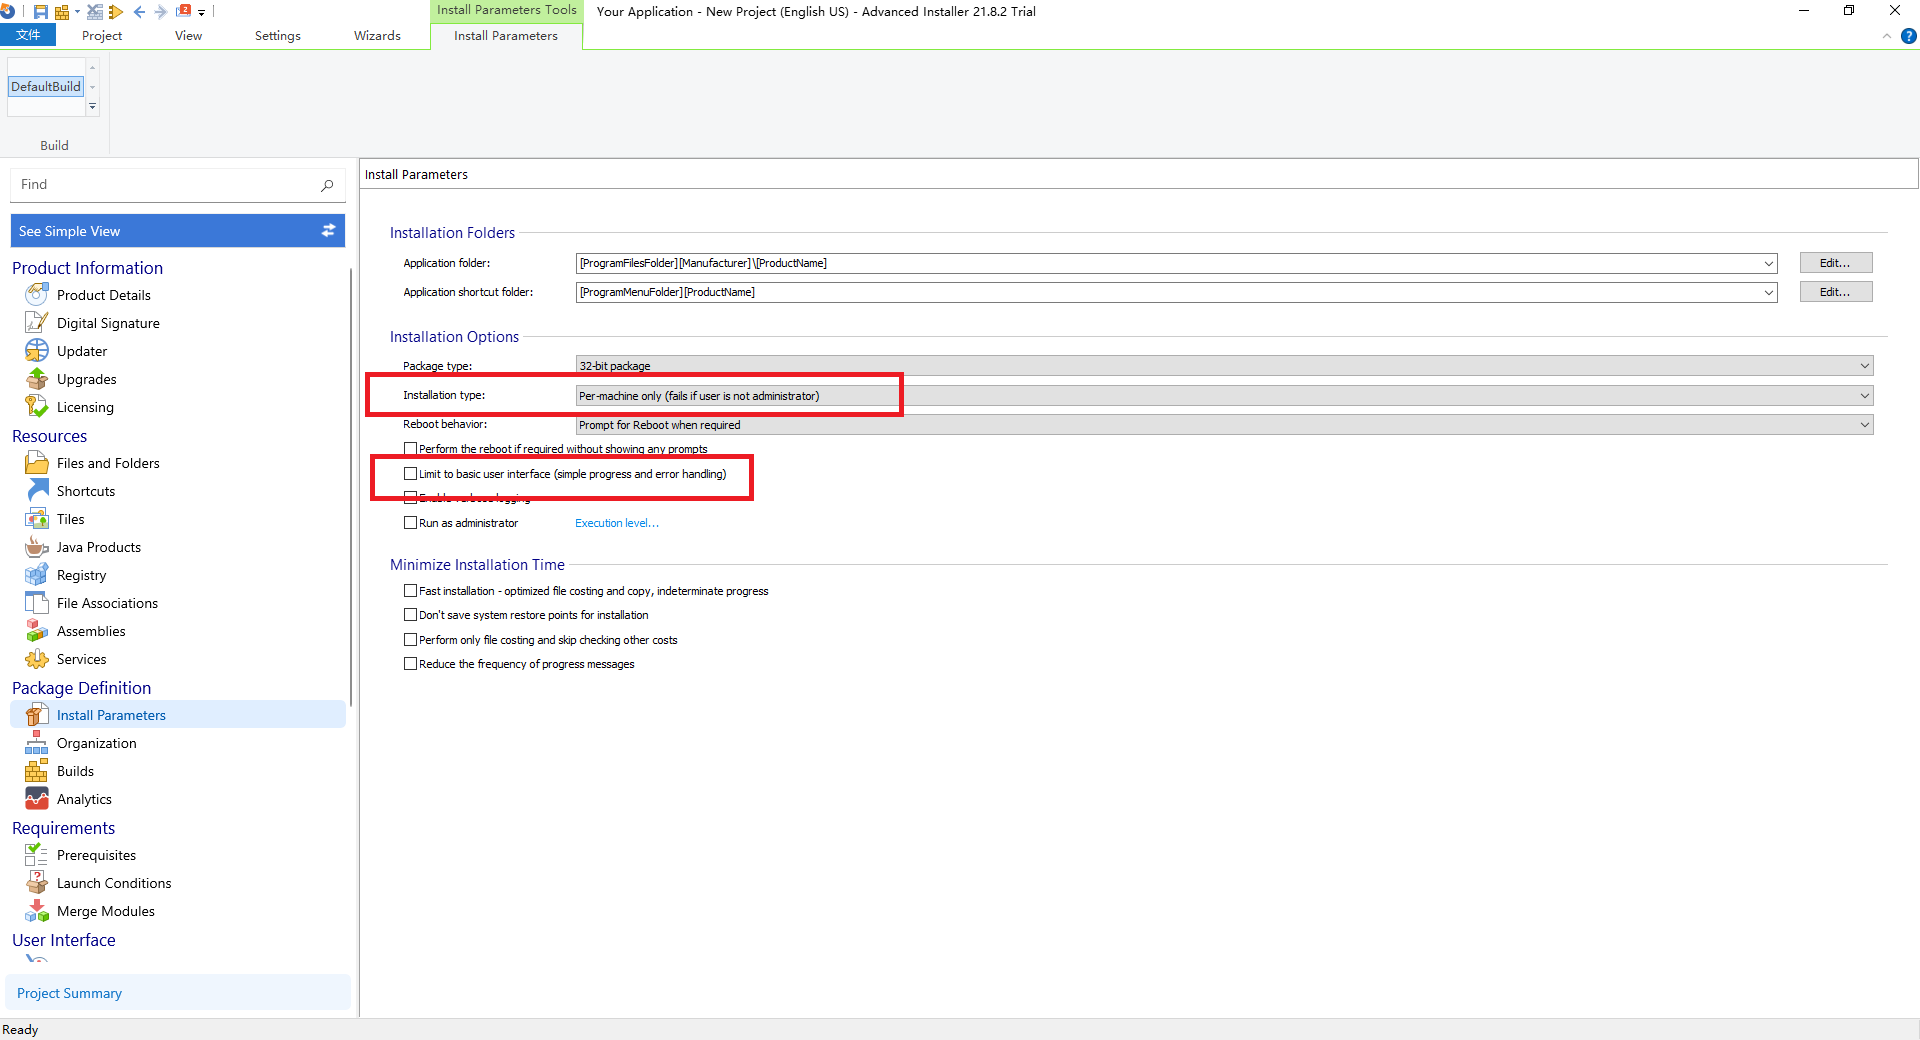 Install Parameters Tools
Your Application - New Project (English US) - Advanced Installer 21.8.2 Trial
2
文件
Project
View
Settings
Wizards
Install Parameters
?
DefaultBuild
Build
Find
See Simple View
Product Information
Product Details
Digital Signature
Updater
Upgrades
Licensing
Resources
Files and Folders
Shortcuts
Tiles
Java Products
Registry
File Associations
Assemblies
Services
Package Definition
Install Parameters
Organization
Builds
Analytics
Requirements
Prerequisites
Launch Conditions
Merge Modules
User Interface
Project Summary
Ready
Install Parameters
Installation Folders
Application folder: [ProgramFilesFolder][Manufacturer]\[ProductName] Edit...
Application shortcut folder: [ProgramMenuFolder][ProductName] Edit...
Installation Options
Package type: 32-bit package
Installation type: Per-machine only (fails if user is not administrator)
Reboot behavior: Prompt for Reboot when required
Perform the reboot if required without showing any prompts
Limit to basic user interface (simple progress and error handling)
Enable verbose logging
Run as administrator Execution level...
Minimize Installation Time
Fast installation - optimized file costing and copy, indeterminate progress
Don't save system restore points for installation
Perform only file costing and skip checking other costs
Reduce the frequency of progress messages